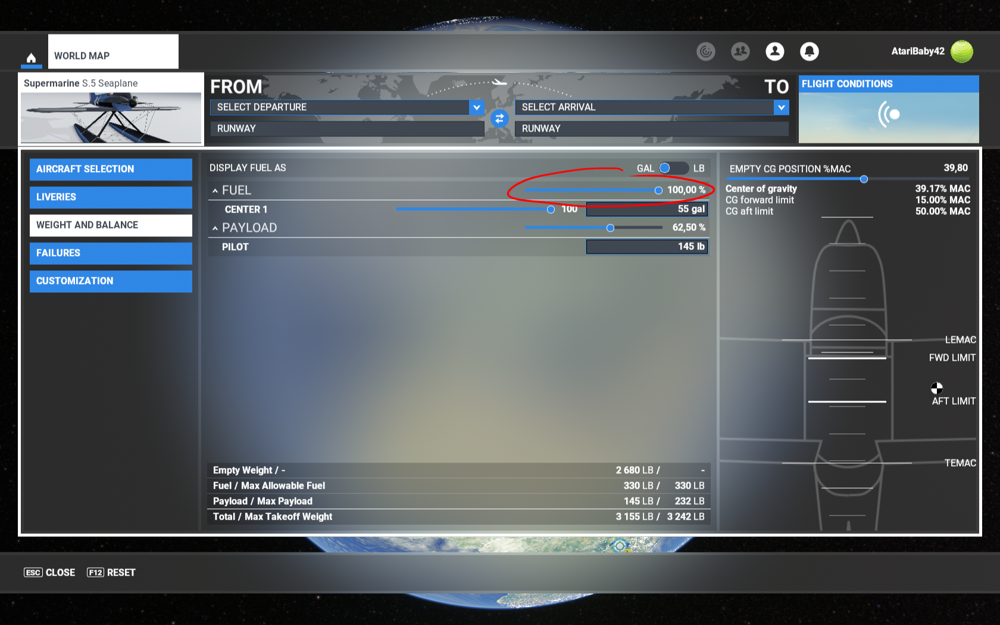 WORLD MAP
AtariBaby42
Supermarine S.5 Seaplane
FROM
TO
SELECT DEPARTURE
SELECT ARRIVAL
RUNWAY
RUNWAY
FLIGHT CONDITIONS
AIRCRAFT SELECTION
LIVERIES
WEIGHT AND BALANCE
FAILURES
CUSTOMIZATION
DISPLAY FUEL AS GAL LB
FUEL 100,00 %
CENTER 1 100 55 gal
PAYLOAD 62,50 %
PILOT 145 lb
Empty Weight / - 2 680 LB / -
Fuel / Max Allowable Fuel 330 LB / 330 LB
Payload / Max Payload 145 LB / 232 LB
Total / Max Takeoff Weight 3 155 LB / 3 242 LB
EMPTY CG POSITION %MAC 39,80
Center of gravity 39.17% MAC
CG forward limit 15.00% MAC
CG aft limit 50.00% MAC
LEMAC
FWD LIMIT
AFT LIMIT
TEMAC
ESC CLOSE F12 RESET